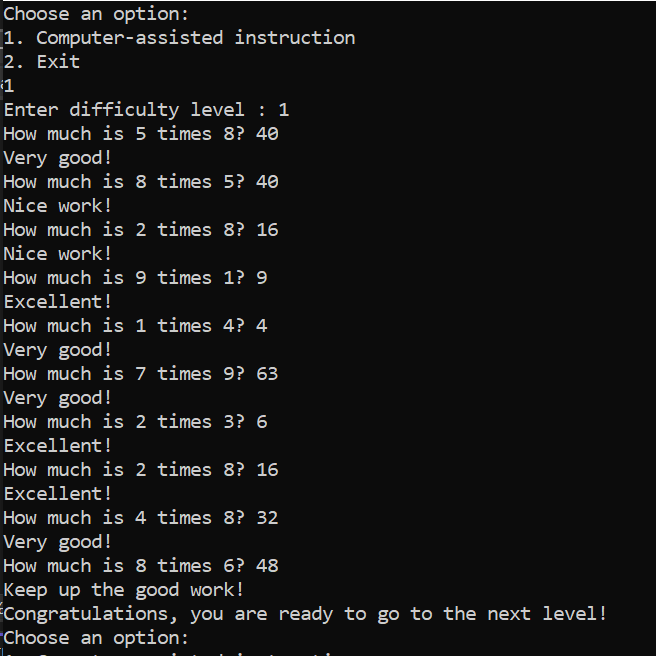 Choose an option:
1. Computer-assisted instruction
2. Exit
1
Enter difficulty level : 1
How much is 5 times 8? 40
Very good!
How much is 8 times 5? 40
Nice work!
How much is 2 times 8? 16
Nice work!
How much is 9 times 1? 9
Excellent!
How much is 1 times 4? 4
Very good!
How much is 7 times 9? 63
Very good!
How much is 2 times 3? 6
Excellent!
How much is 2 times 8? 16
Excellent!
How much is 4 times 8? 32
Very good!
How much is 8 times 6? 48
Keep up the good work!
Congratulations, you are ready to go to the next level!
Choose an option: